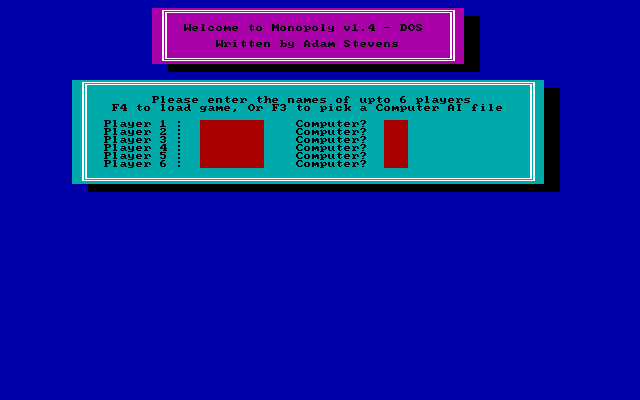 Welcome to Monopoly v1.4 - DOS
Written by Adam Stevens
Please enter the names of upto 6 players
F4 to load game, Or F3 to pick a Computer AI file
Player 1 : Computer?
Player 2 : Computer?
Player 3 : Computer?
Player 4 : Computer?
Player 5 : Computer?
Player 6 : Computer?